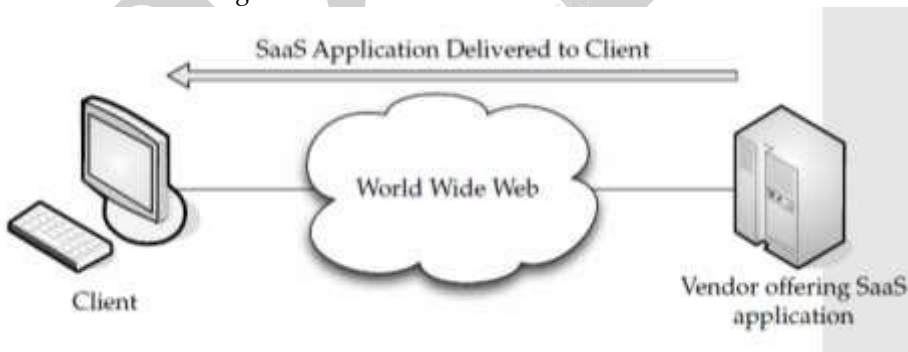 SaaS Application Delivered to Client
World Wide Web
Client
Vendor offering SaaS
application